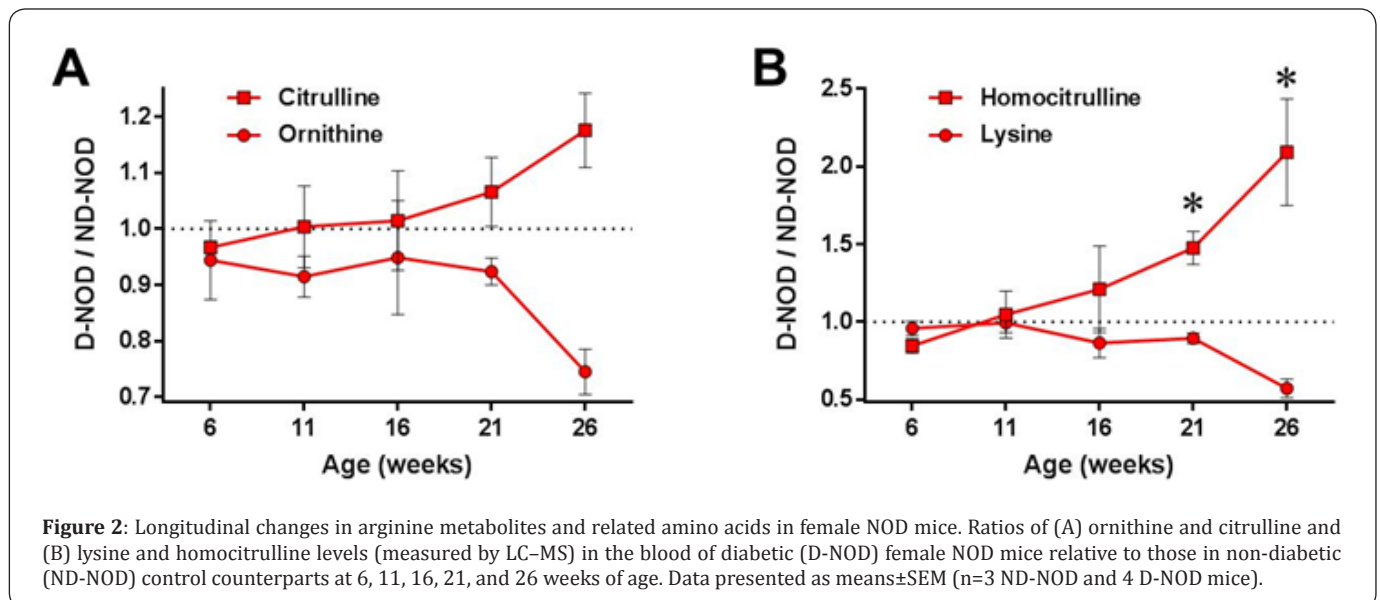 A
Citrulline
Ornithine
1.2
1.1
1.0
0.9
0.8
0.7
D-NOD / ND-NOD
6 11 16 21 26
Age (weeks)
B
Homocitrulline
Lysine
2.5
2.0
1.5
1.0
0.5
D-NOD / ND-NOD
*
*
6 11 16 21 26
Age (weeks)
Figure 2: Longitudinal changes in arginine metabolites and related amino acids in female NOD mice. Ratios of (A) ornithine and citrulline and
(B) lysine and homocitrulline levels (measured by LC–MS) in the blood of diabetic (D-NOD) female NOD mice relative to those in non-diabetic
(ND-NOD) control counterparts at 6, 11, 16, 21, and 26 weeks of age. Data presented as means±SEM (n=3 ND-NOD and 4 D-NOD mice).